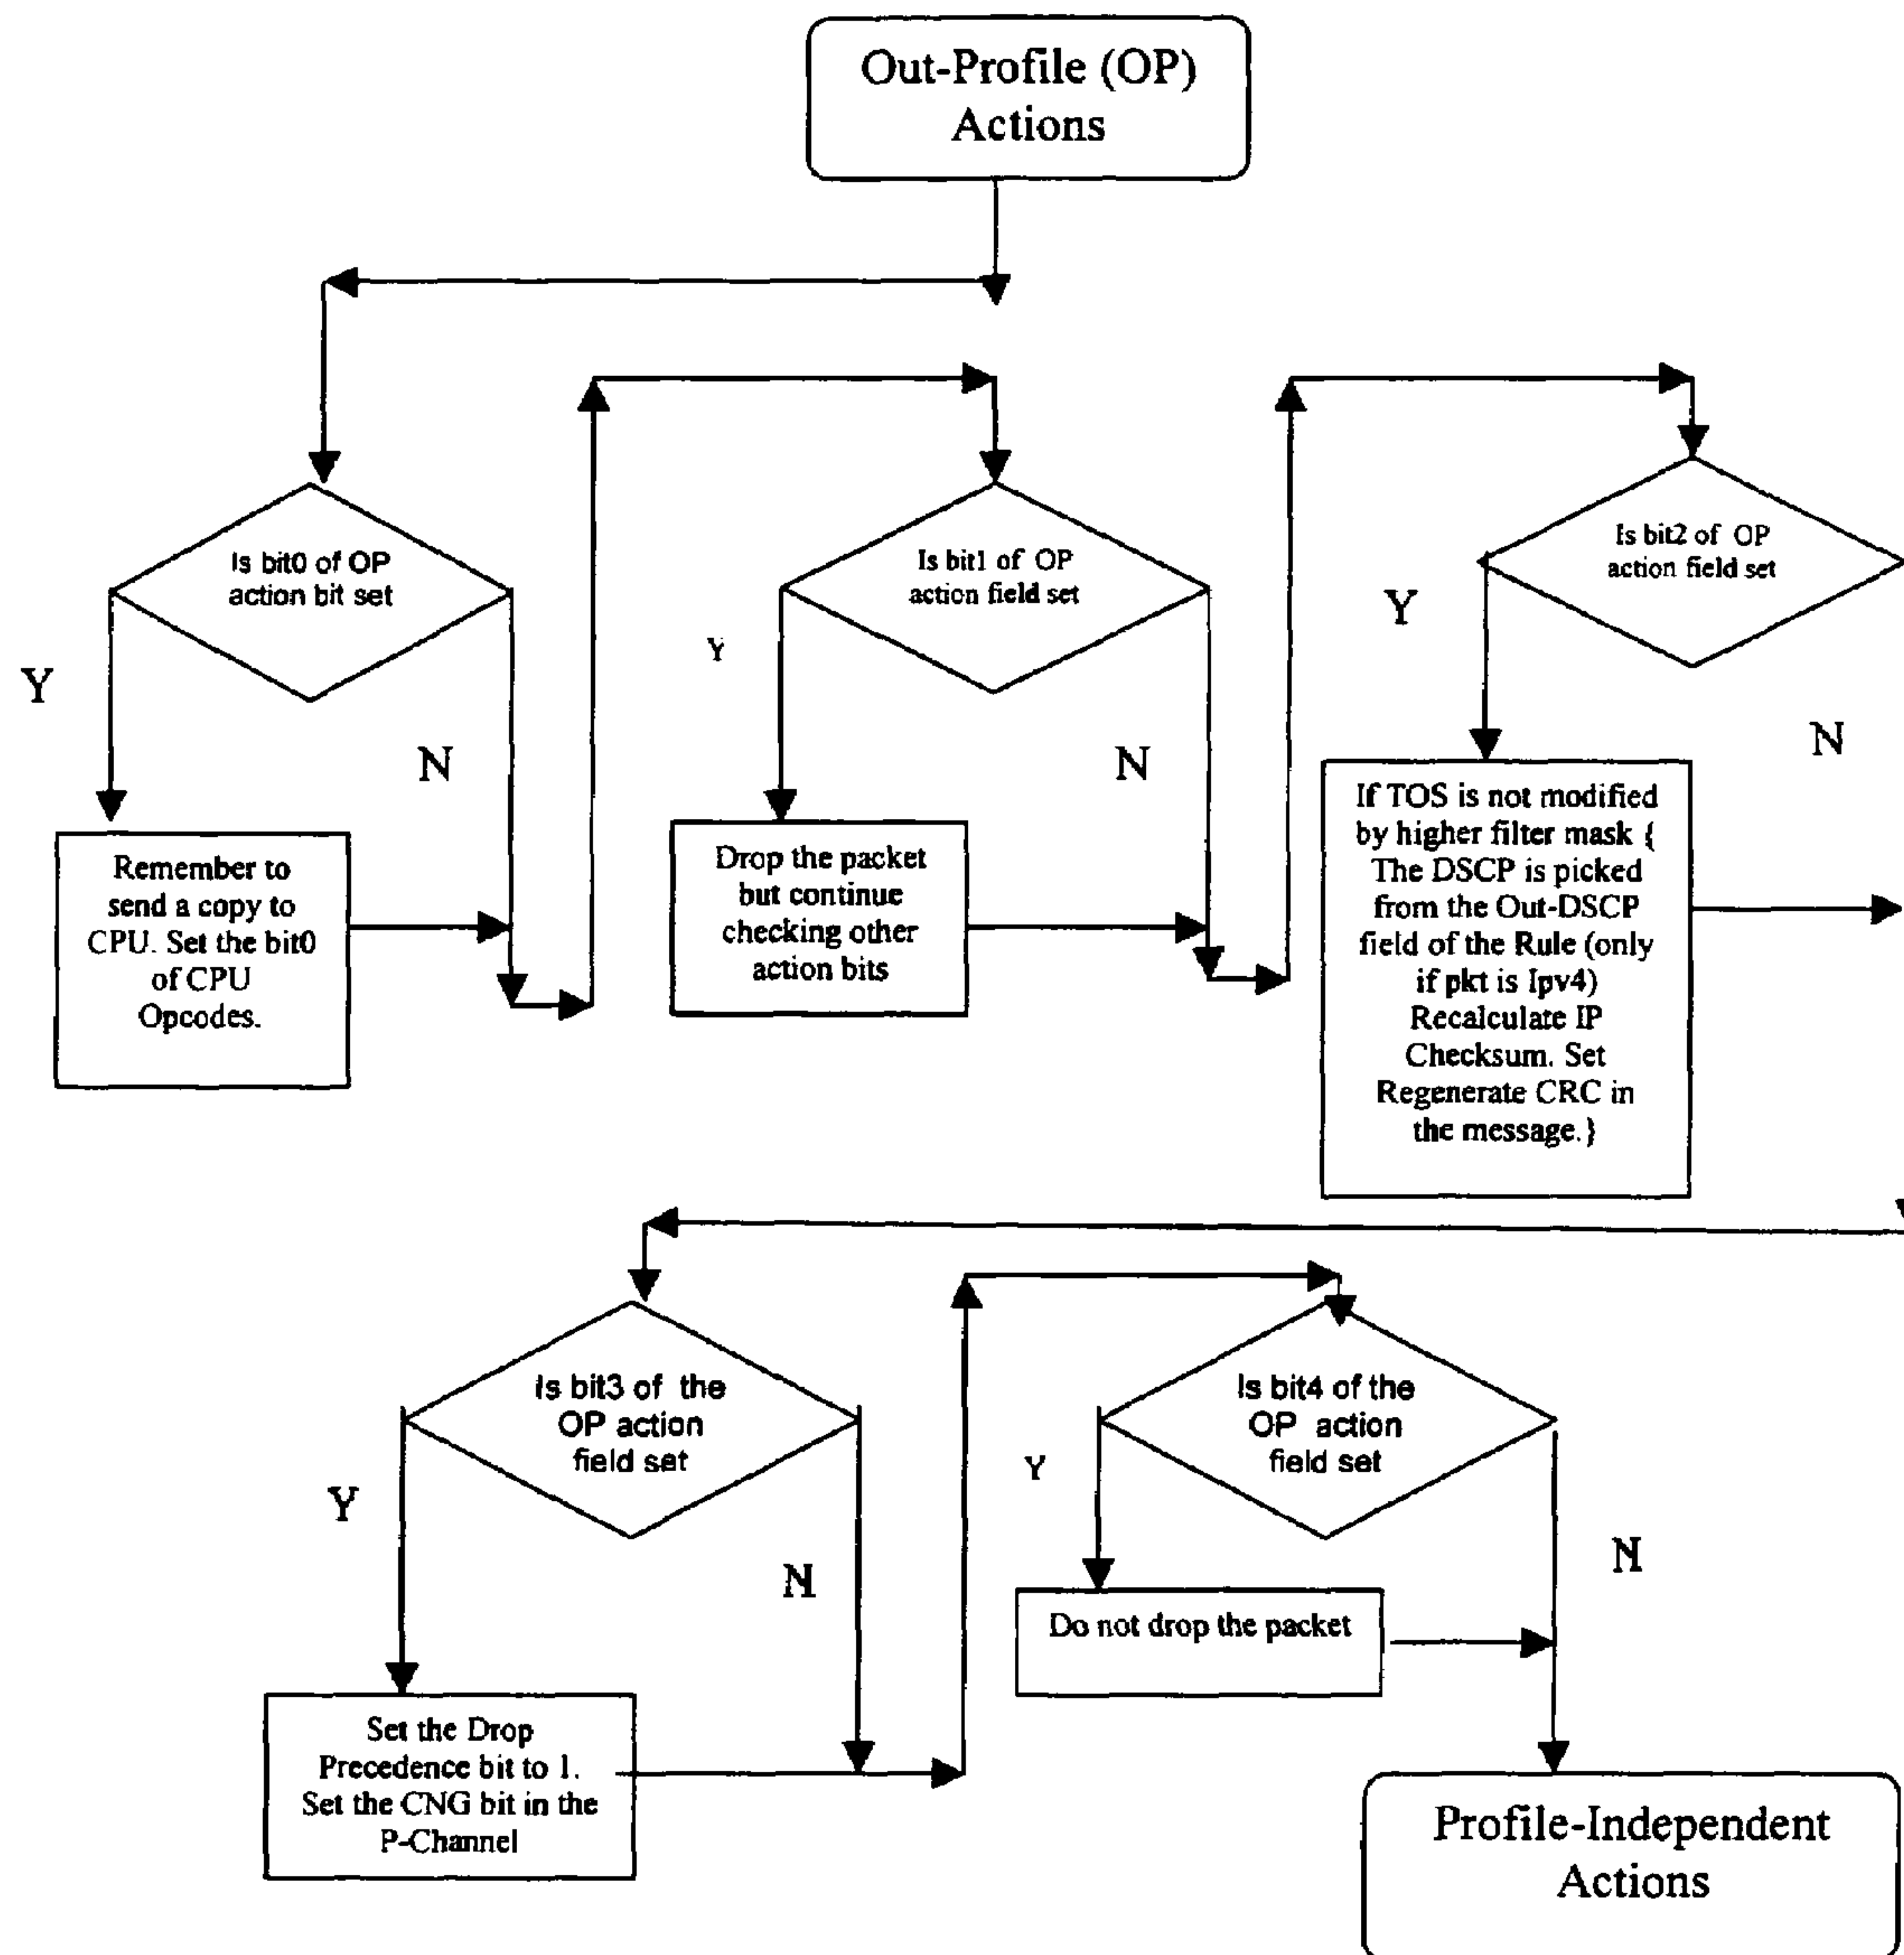 Out-Profile (OP)
Actions
Is bit0 of OP
action bit set
Y
N
Remember to
send a copy to
CPU. Set the bit0
of CPU
Opcodes.
Is bit1 of OP
action field set
Y
N
Drop the packet
but continue
checking other
action bits
Is bit2 of OP
action field set
Y
N
If TOS is not modified
by higher filter mask {
The DSCP is picked
from the Out-DSCP
field of the Rule (only
if pkt is Ipv4)
Recalculate IP
Checksum. Set
Regenerate CRC in
the message.}
Is bit3 of the
OP action
field set
Y
N
Set the Drop
Precedence bit to 1.
Set the CNG bit in the
P-Channel
Is bit4 of the
OP action
field set
Y
N
Do not drop the packet
Profile-Independent
Actions